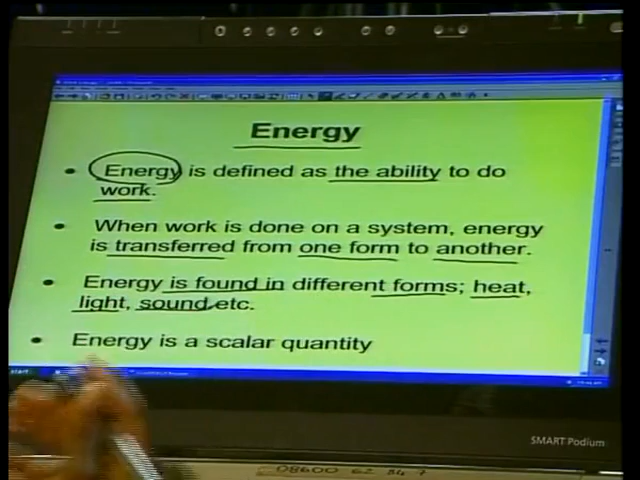 Energy
• Energy is defined as the ability to do
work.
• When work is done on a system, energy
is transferred from one form to another.
• Energy is found in different forms; heat,
light, sound etc.
• Energy is a scalar quantity
start
SMART Podium